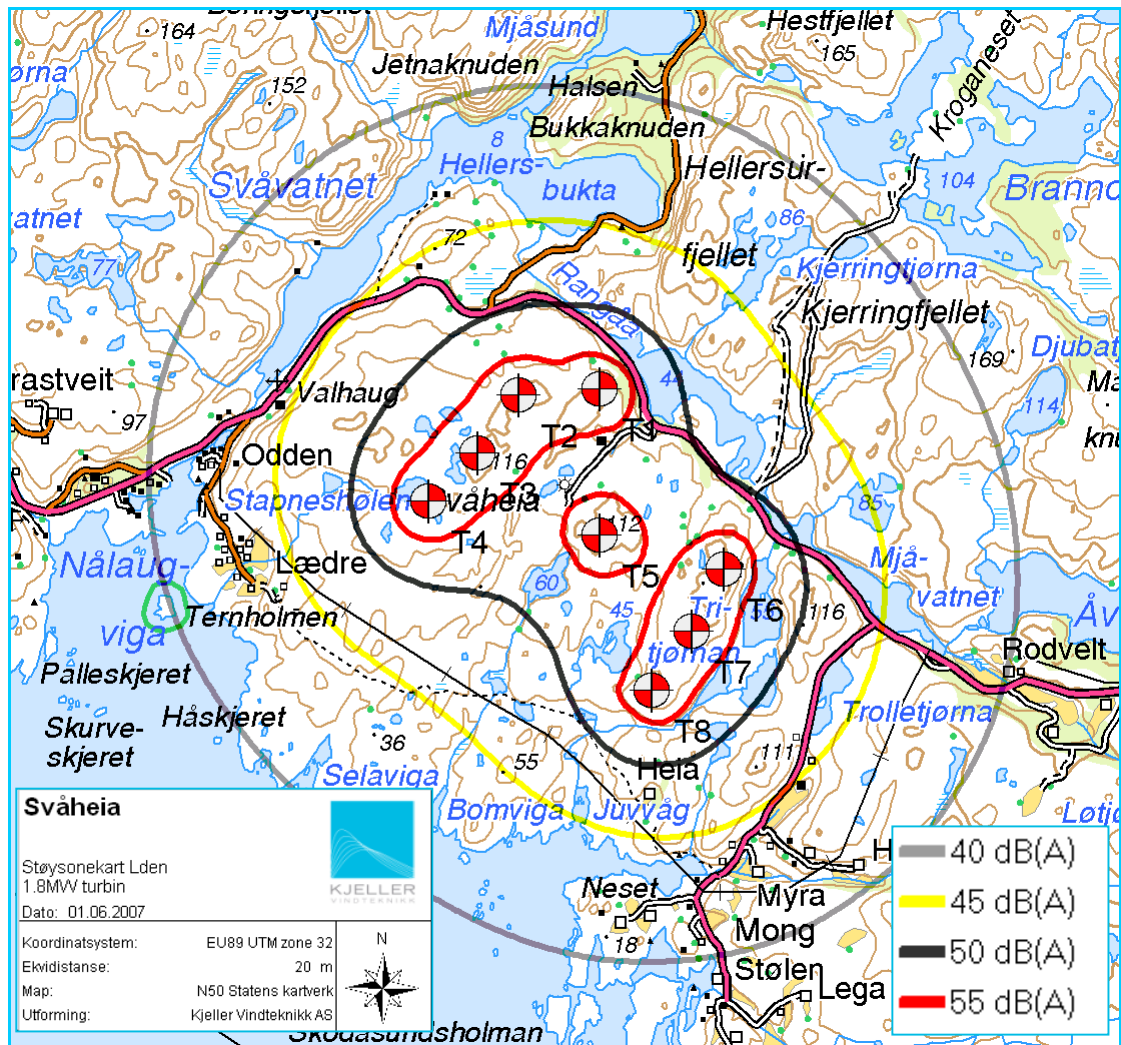 164
Mjåsund
Hestfjellet
165
Jetnaknuden
Halsen
152
Kroganeset
Bukkaknuden
8
Hellers-
bukta
Hellersur-
fjellet
Svåvatnet
104
86
72
77
vatnet
Rangåa
Kjerringtjørna
Kjerringfjellet
169
44
rastveit
97
Valhaug
114
T1
T2
T3
T4
T5
T6
T7
T8
116
112
Odden
Stapnesholen
våheia
85
Lædre
60
45
Tri-
tjørnan
116
Mjå-
vatnet
Nålaug-
viga
Ternholmen
Rodvelt
Pålleskjeret
Håskjeret
Skurve-
skjeret
Trolletjørna
36
55
111
Heia
Selaviga
Bomviga
Juvvåg
Neset
18
Myra
Mong
Stølen
Lega
Svåheia
Støysonekart Lden
1.8MW turbin
Dato: 01.06.2007
KJELLER
VINDTEKNIKK
Koordinatsystem: EU89 UTM zone 32
Ekvidistanse: 20 m
Map: N50 Statens kartverk
Utforming: Kjeller Vindteknikk AS
N
40 dB(A)
45 dB(A)
50 dB(A)
55 dB(A)